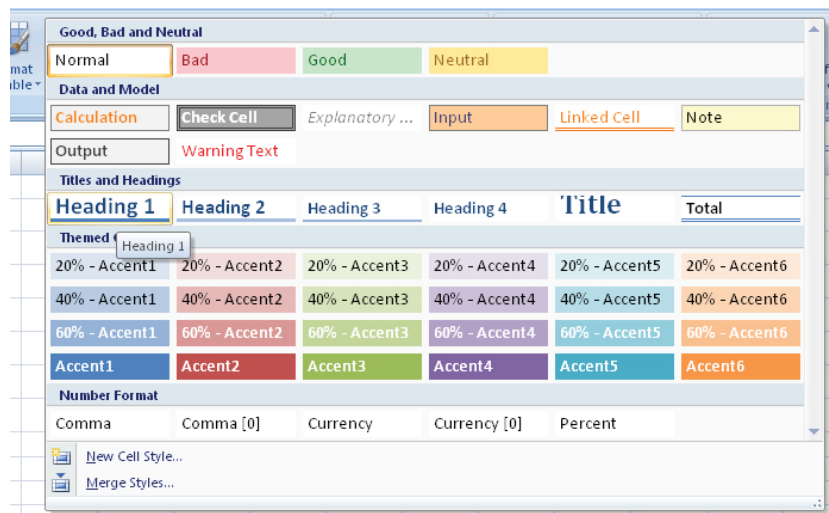 Good, Bad and Neutral
mat
Normal Bad Good Neutral
able
Data and Model
Calculation Check Cell Explanatory ... Input Linked Cell Note
Output Warning Text
Titles and Headings
Heading 1 Heading 2 Heading 3 Heading 4 Title Total
Themed
Heading 1
20% - Accent1 20% - Accent2 20% - Accent3 20% - Accent4 20% - Accent5 20% - Accent6
40% - Accent1 40% - Accent2 40% - Accent3 40% - Accent4 40% - Accent5 40% - Accent6
60% - Accent1 60% - Accent2 60% - Accent3 60% - Accent4 60% - Accent5 60% - Accent6
Accent1 Accent2 Accent3 Accent4 Accent5 Accent6
Number Format
Comma Comma [0] Currency Currency [0] Percent
New Cell Style...
Merge Styles...